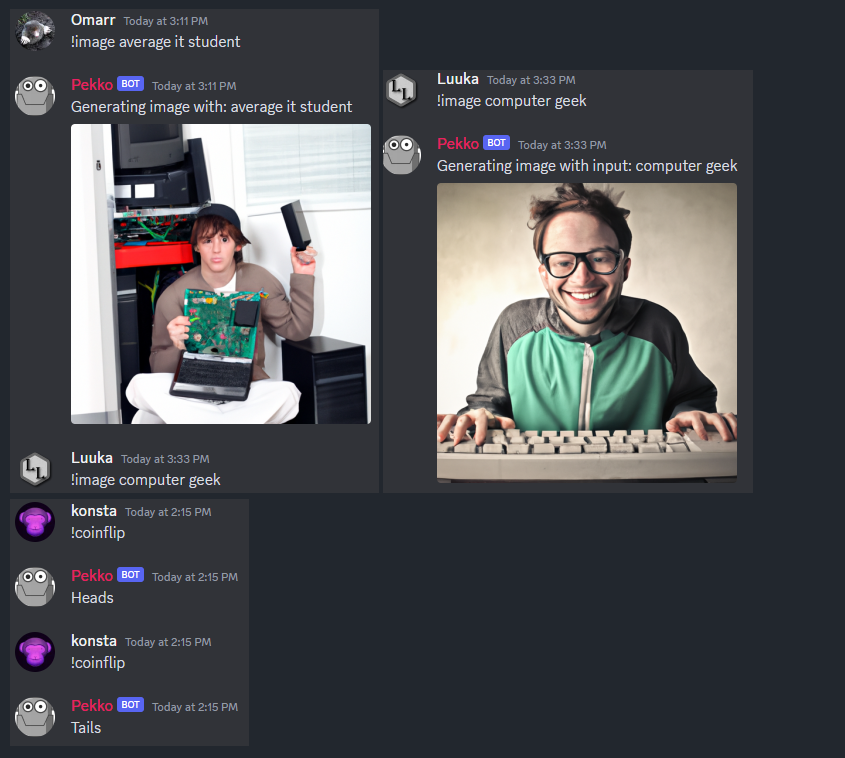 Omarr Today at 3:11 PM
!image average it student
Pekko BOT Today at 3:11 PM
Generating image with: average it student
Luuka Today at 3:33 PM
!image computer geek
LL Luuka Today at 3:33 PM
!image computer geek
Pekko BOT Today at 3:33 PM
Generating image with input: computer geek
konsta Today at 2:15 PM
!coinflip
Pekko BOT Today at 2:15 PM
Heads
konsta Today at 2:15 PM
!coinflip
Pekko BOT Today at 2:15 PM
Tails